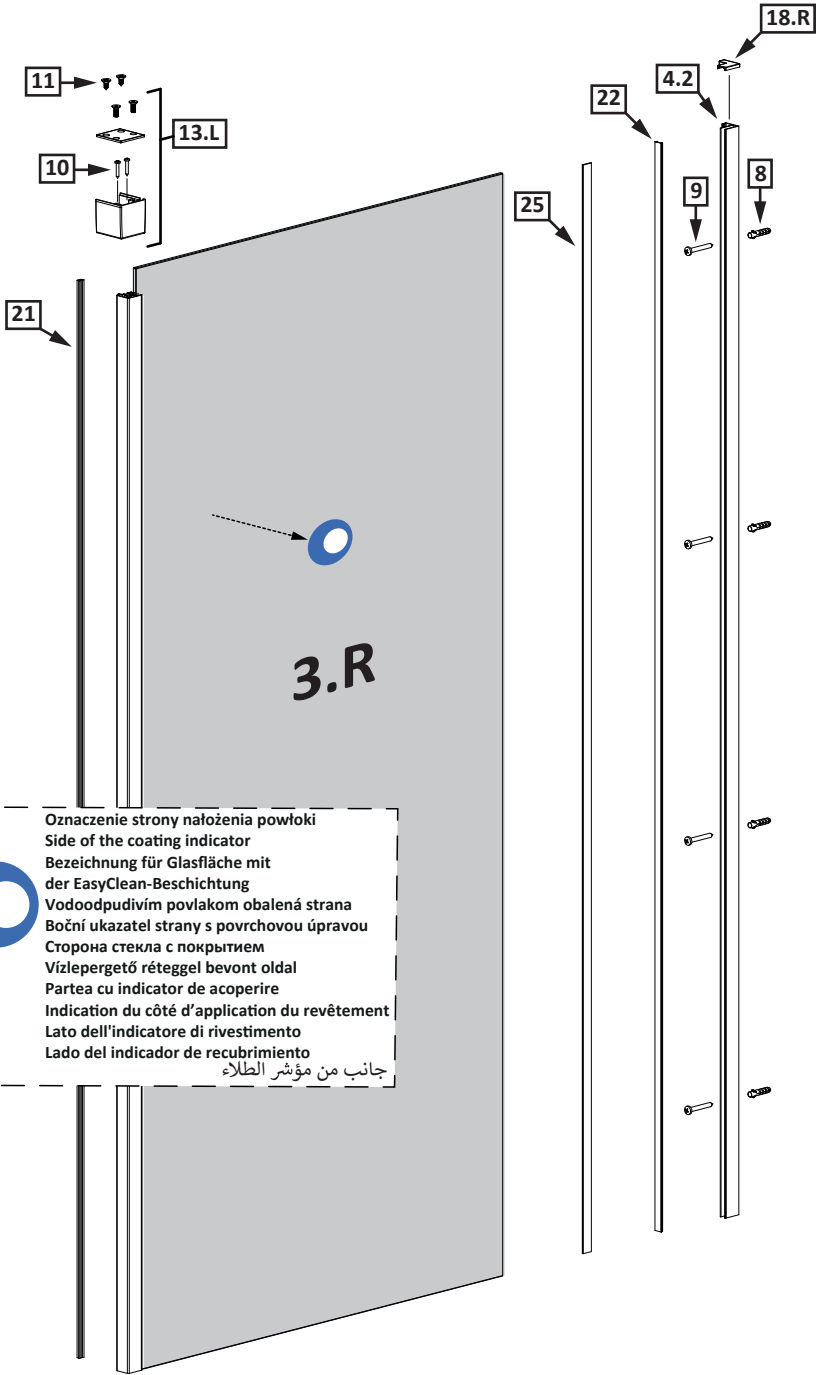 18.R
11
4.2
22
13.L
10
8
9
25
21
3.R
Oznaczenie strony nałożenia powłoki
Side of the coating indicator
Bezeichnung für Glasfläche mit
der EasyClean-Beschichtung
Vodoodpudivím povlakom obalená strana
Boční ukazatel strany s povrchovou úpravou
Сторона стекла с покрытием
Vízlepergető réteggel bevont oldal
Partea cu indicator de acoperire
Indication du côté d’application du revêtement
Lato dell'indicatore di rivestimento
Lado del indicador de recubrimiento
جانب من مؤشر الطلاء